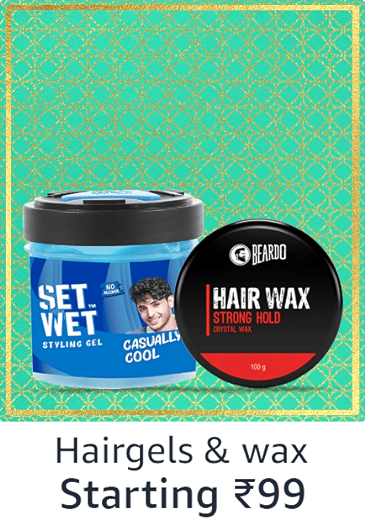 SET
WET™
STYLING GEL
NO
ALCOHOL
CASUALLY
COOL
BEARDO
HAIR WAX
STRONG HOLD
CRYSTAL WAX
100 g
Hairgels & wax
Starting ₹99